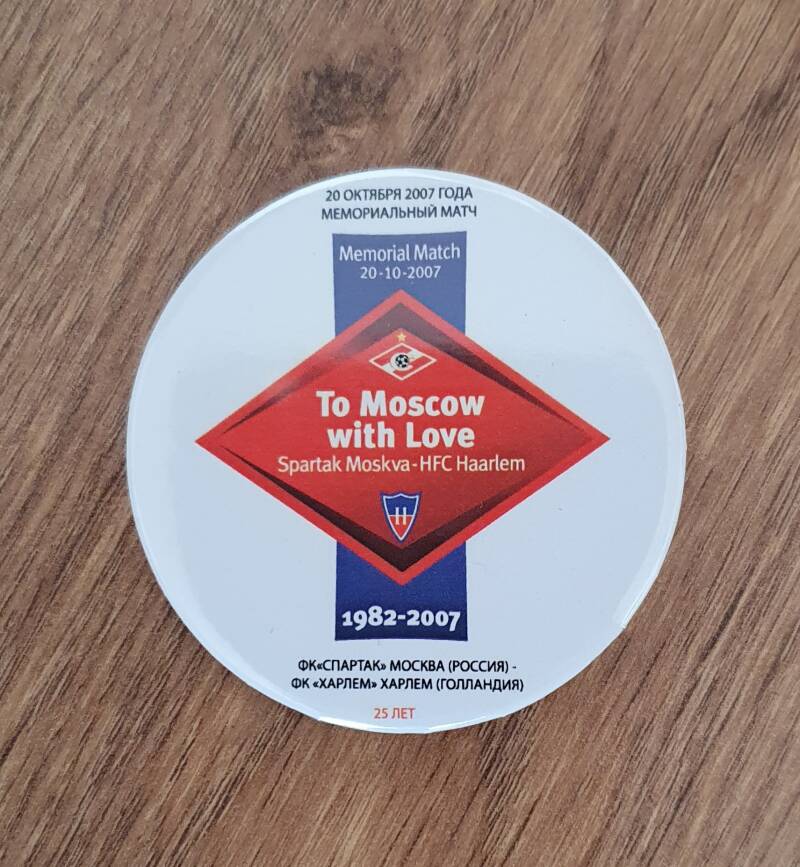 20 ОКТЯБРЯ 2007 ГОДА
МЕМОРИАЛЬНЫЙ МАТЧ
Memorial Match
20-10-2007
To Moscow
with Love
Spartak Moskva-HFC Haarlem
H
1982-2007
ФК«СПАРТАК» МОСКВА (РОССИЯ) -
ФК «ХАРЛЕМ» ХАРЛЕМ (ГОЛЛАНДИЯ)
25 ЛЕТ